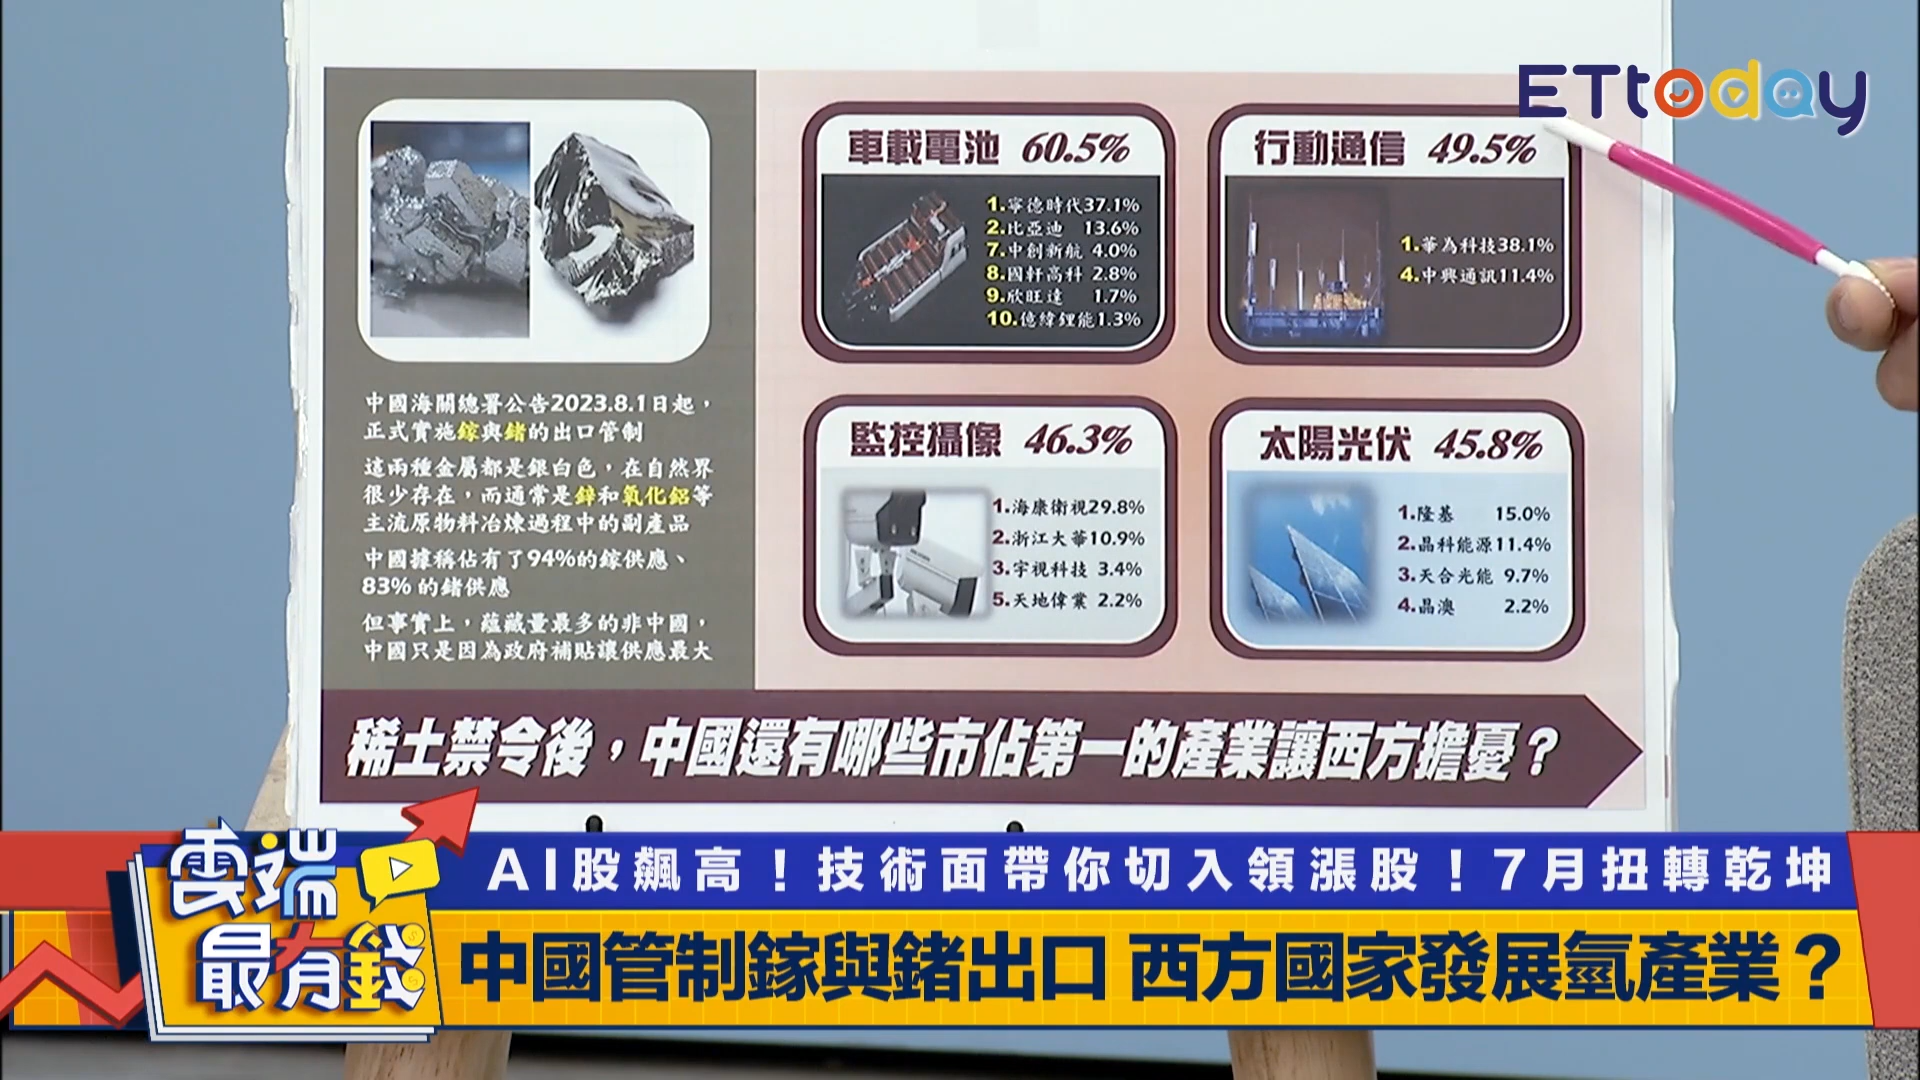 ETtoday
中國海關總署公告2023.8.1日起，
正式實施鎵與鍺的出口管制
這兩種金屬都是銀白色，在自然界
很少存在，而通常是鋅和氧化鋁等
主流原物料冶煉過程中的副產品
中國據稱佔有了94%的鎵供應、
83% 的鍺供應
但事實上，蘊藏量最多的非中國，
中國只是因為政府補貼讓供應最大
車載電池 60.5%
1.寧德時代37.1%
2.比亞迪 13.6%
7.中創新航 4.0%
8.國軒高科 2.8%
9.欣旺達 1.7%
10.億緯鋰能1.3%
行動通信 49.5%
1.華為科技38.1%
4.中興通訊11.4%
監控攝像 46.3%
1.海康衛視29.8%
2.浙江大華10.9%
3.宇視科技 3.4%
5.天地偉業 2.2%
太陽光伏 45.8%
1.隆基 15.0%
2.晶科能源11.4%
3.天合光能 9.7%
4.晶澳 2.2%
稀土禁令後，中國還有哪些市佔第一的產業讓西方擔憂？
雲端
最有錢
AI股飆高！技術面帶你切入領漲股！7月扭轉乾坤
中國管制鎵與鍺出口 西方國家發展氫產業？